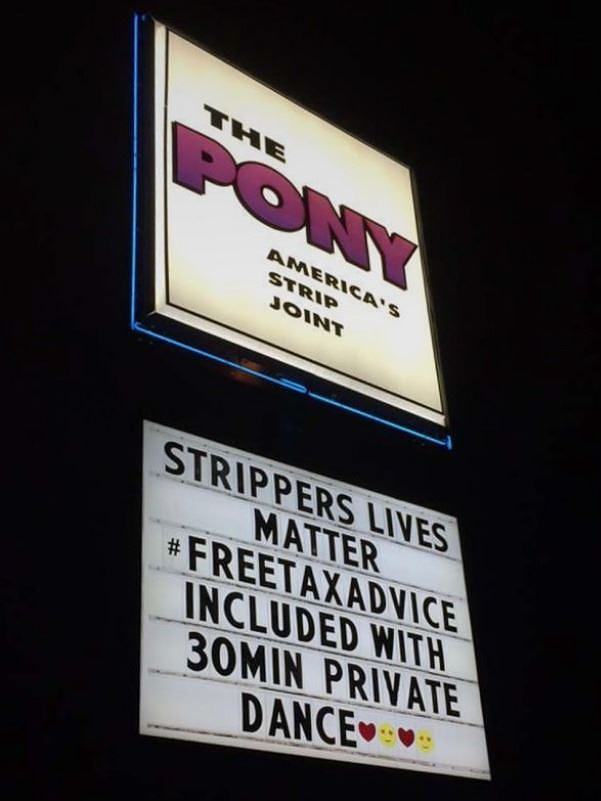 THE
PONY
AMERICA'S
STRIP
JOINT
STRIPPERS LIVES
MATTER
#FREETAXADVICE
INCLUDED WITH
30MIN PRIVATE
DANCE